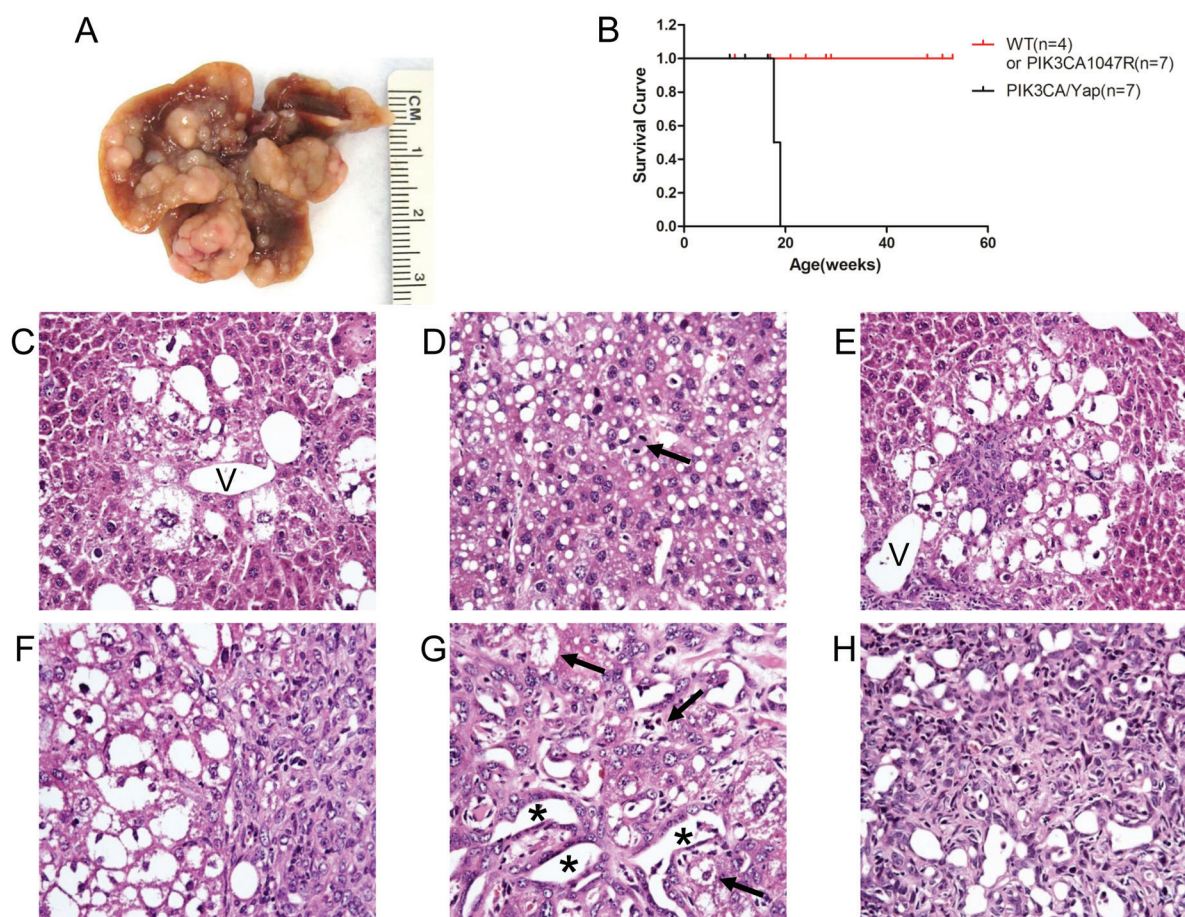 A
CM
1
2
3
B
Survival Curve
1.2
1.0
0.8
0.6
0.4
0.2
0.0
0
20
40
60
Age(weeks)
WT(n=4)
or PIK3CA1047R(n=7)
PIK3CA/Yap(n=7)
C
V
D
E
V
F
G
*
*
*
H